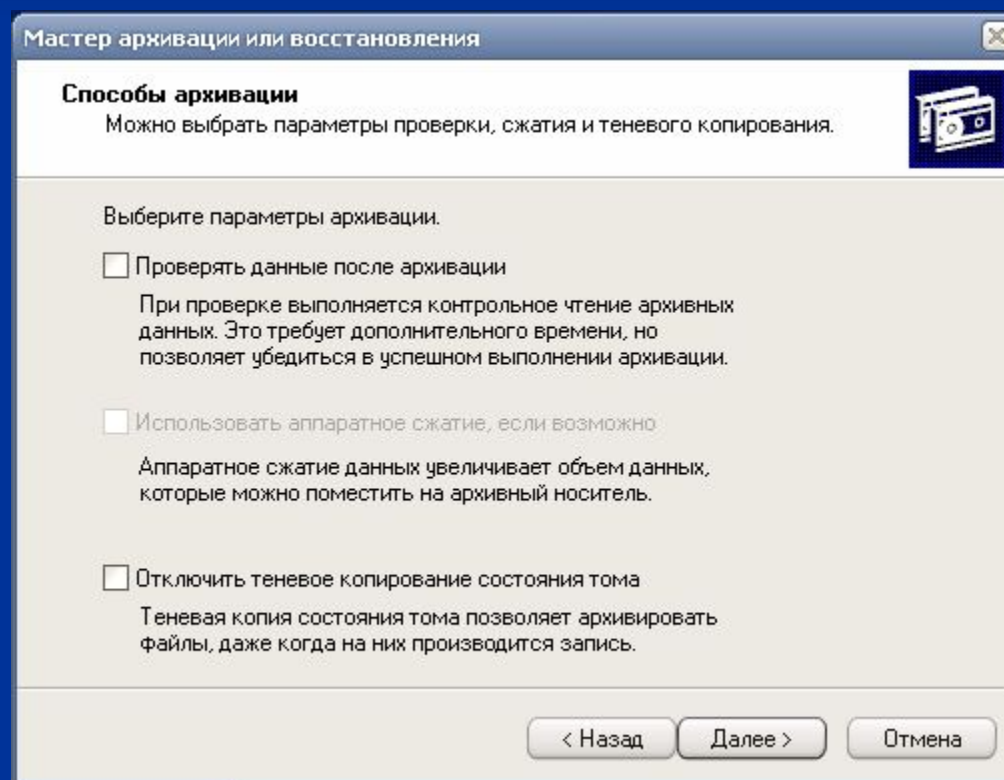 Мастер архивации или восстановления
Способы архивации
Можно выбрать параметры проверки, сжатия и теневого копирования.
Выберите параметры архивации.
Проверять данные после архивации
При проверке выполняется контрольное чтение архивных
данных. Это требует дополнительного времени, но
позволяет убедиться в успешном выполнении архивации.
Использовать аппаратное сжатие, если возможно
Аппаратное сжатие данных увеличивает объем данных,
которые можно поместить на архивный носитель.
Отключить теневое копирование состояния тома
Теневая копия состояния тома позволяет архивировать
файлы, даже когда на них производится запись.
< Назад Далее > Отмена